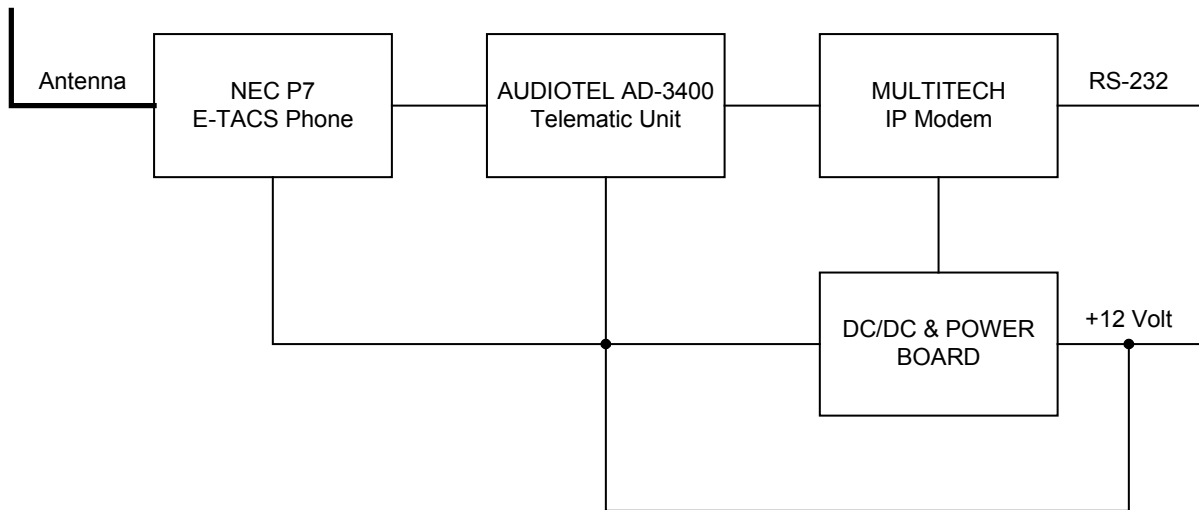 Antenna
NEC P7
E-TACS Phone
AUDIOTEL AD-3400
Telematic Unit
MULTITECH
IP Modem
RS-232
DC/DC & POWER
BOARD
+12 Volt